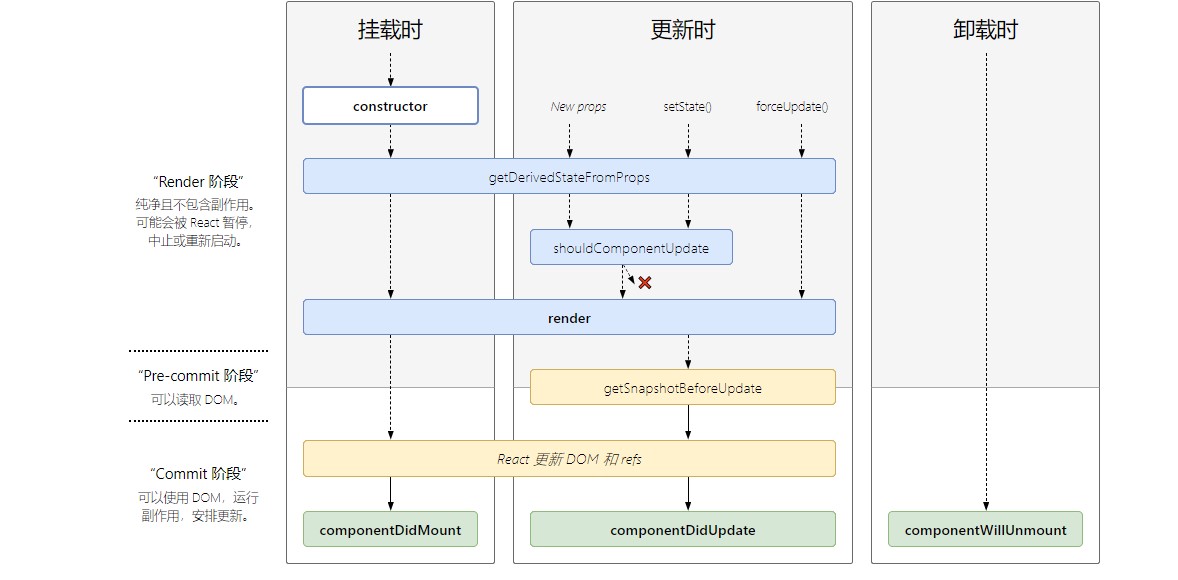 挂载时
更新时
卸载时
constructor
New props
setState()
forceUpdate()
getDerivedStateFromProps
“Render 阶段”
纯净且不包含副作用。
可能会被 React 暂停，
中止或重新启动。
shouldComponentUpdate
render
“Pre-commit 阶段”
可以读取 DOM。
getSnapshotBeforeUpdate
React 更新 DOM 和 refs
“Commit 阶段”
可以使用 DOM，运行
副作用，安排更新。
componentDidMount
componentDidUpdate
componentWillUnmount